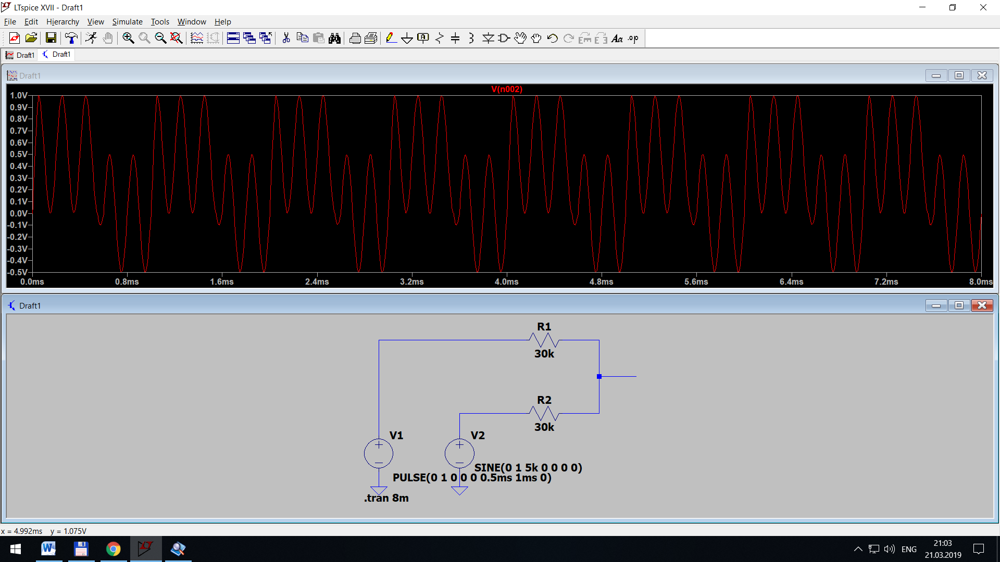 LTspice XVII - Draft1
File Edit Hierarchy View Simulate Tools Window Help
Draft1 Draft1
Draft1
V(n002)
1.0V
0.9V
0.8V
0.7V
0.6V
0.5V
0.4V
0.3V
0.2V
0.1V
0.0V
-0.1V
-0.2V
-0.3V
-0.4V
-0.5V
0.0ms 0.8ms 1.6ms 2.4ms 3.2ms 4.0ms 4.8ms 5.6ms 6.4ms 7.2ms 8.0ms
Draft1
R1
30k
R2
30k
V1
V2
SINE(0 1 5k 0 0 0 0)
PULSE(0 1 0 0 0 0.5ms 1ms 0)
.tran 8m
x = 4.992ms y = 1.075V
ENG
21:03
21.03.2019